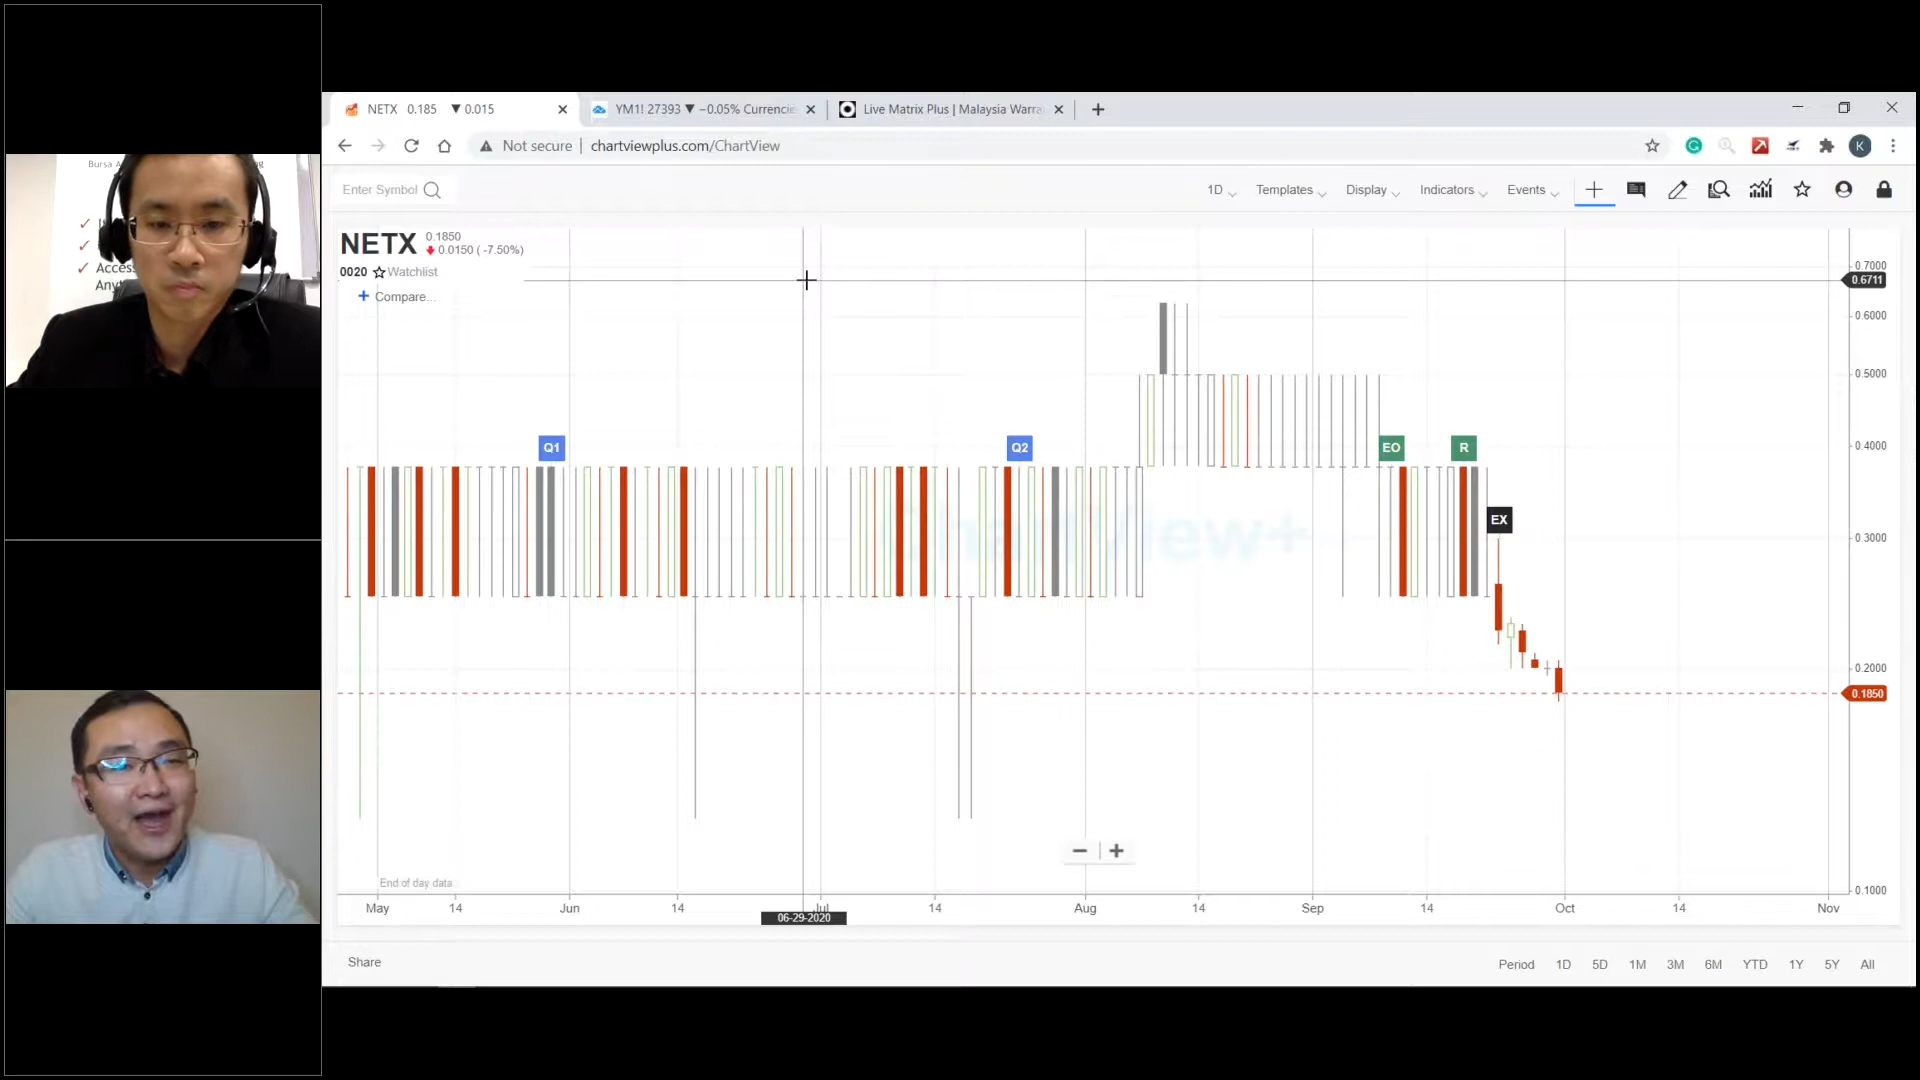 Bursa
Access
NETX 0.185 ▼ 0.015
YM1! 27393 ▼ −0.05% Currencie
Live Matrix Plus | Malaysia Warra
Not secure
chartviewplus.com/ChartView
K
Enter Symbol
1D
Templates
Display
Indicators
Events
NETX
0.1850
0.0150 ( -7.50%)
0020
Watchlist
+ Compare...
Q1
Q2
EO
R
EX
ChartView+
0.7000
0.6711
0.6000
0.5000
0.4000
0.3000
0.2000
0.1850
0.1000
End of day data
May
14
Jun
14
06-29-2020
Jul
14
Aug
14
Sep
14
Oct
14
Nov
Share
Period
1D
5D
1M
3M
6M
YTD
1Y
5Y
All